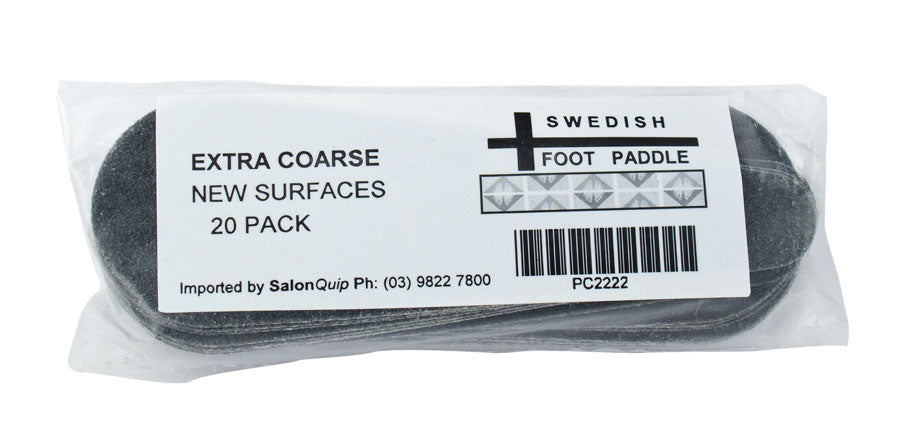 EXTRA COARSE
NEW SURFACES
20 PACK
Imported by SalonQuip Ph: (03) 9822 7800
SWEDISH
FOOT PADDLE
PC2222